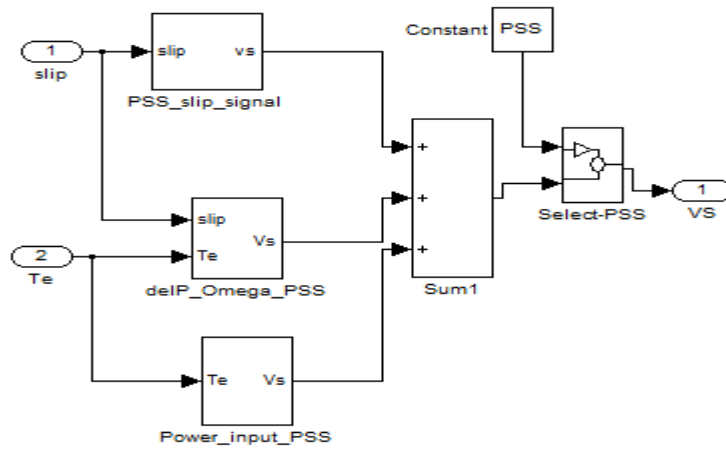 1
slip
slip
vs
PSS_slip_signal
Constant
PSS
+
+
+
Sum1
Select-PSS
1
VS
slip
Te
Vs
delP_Omega_PSS
2
Te
Te
Vs
Power_input_PSS